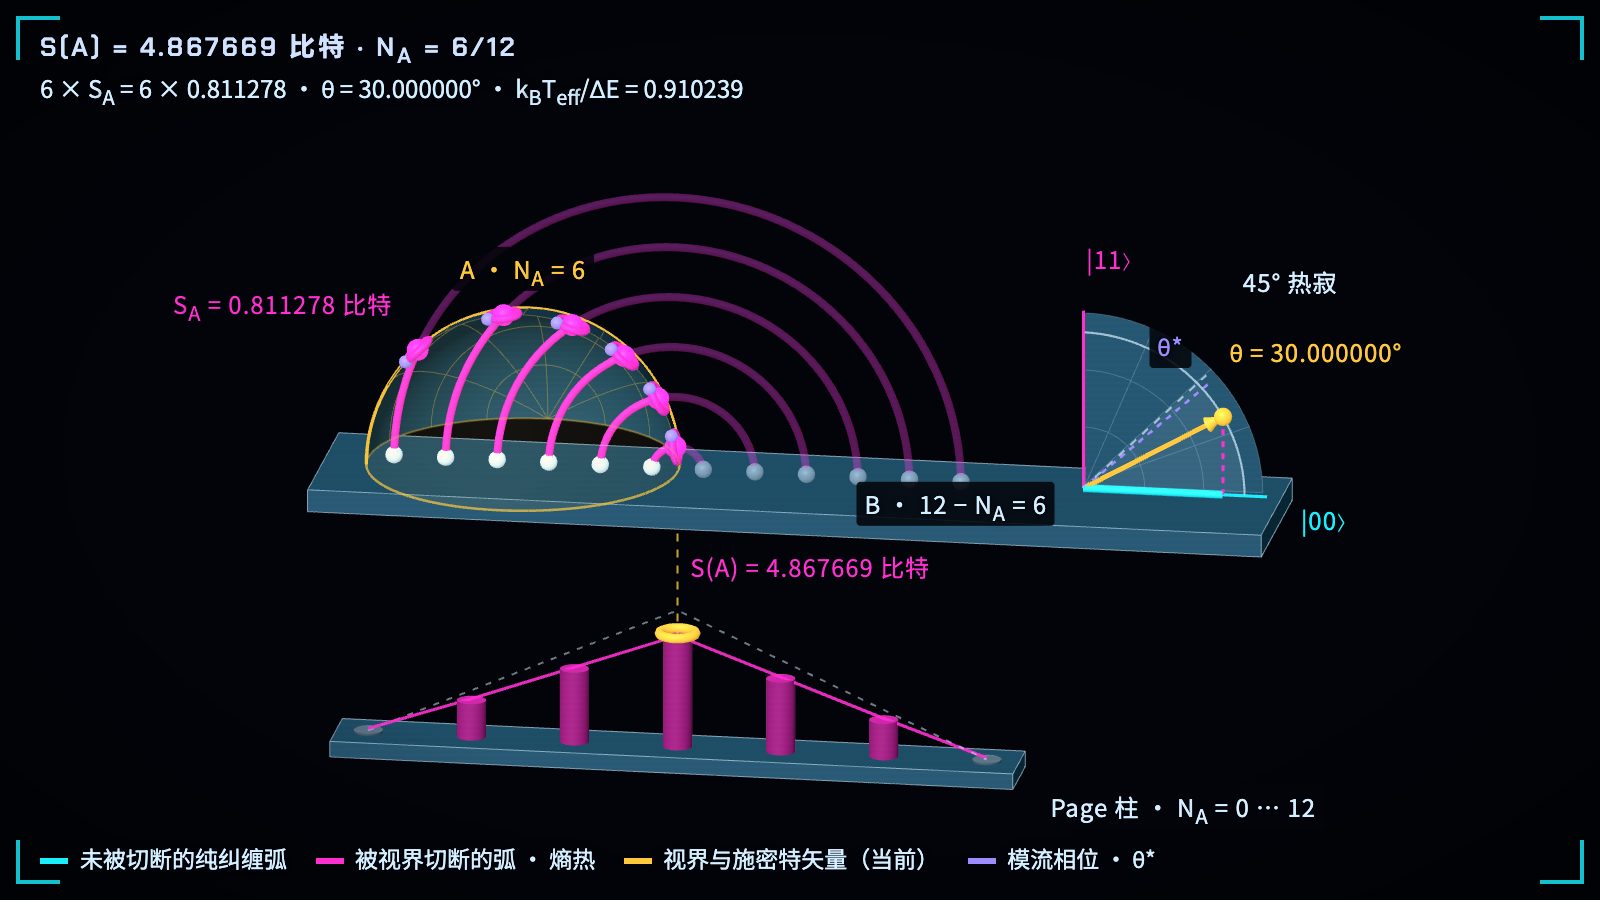 S(A) = 4.867669 比特 · N_A = 6/12
6 × S_A = 6 × 0.811278 • θ = 30.000000° • k_BT_eff/ΔE = 0.910239
|11⟩
A • N_A = 6
45° 热寂
S_A = 0.811278 比特
θ*
θ = 30.000000°
B • 12 − N_A = 6
|00⟩
S(A) = 4.867669 比特
Page 柱 • N_A = 0 ⋯ 12
未被切断的纯纠缠弧
被视界切断的弧 • 熵热
视界与施密特矢量（当前）
模流相位 • θ*